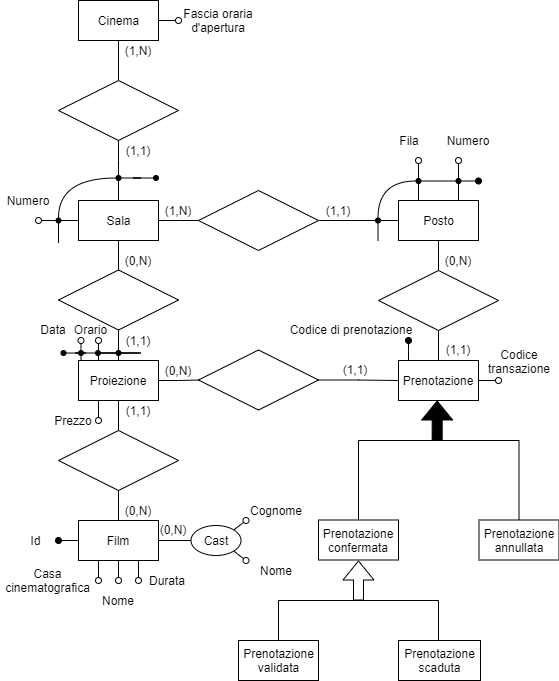 Cinema
Fascia oraria
d'apertura
(1,N)
(1,1)
Fila
Numero
Numero
Sala
(1,N)
(1,1)
Posto
(0,N)
(0,N)
Data
Orario
(1,1)
Codice di prenotazione
(1,1)
Codice
transazione
Proiezione
(0,N)
(1,1)
Prenotazione
Prezzo
(1,1)
(0,N)
Id
Film
(0,N)
Cast
Cognome
Nome
Casa
cinematografica
Nome
Durata
Prenotazione
confermata
Prenotazione
annullata
Prenotazione
validata
Prenotazione
scaduta